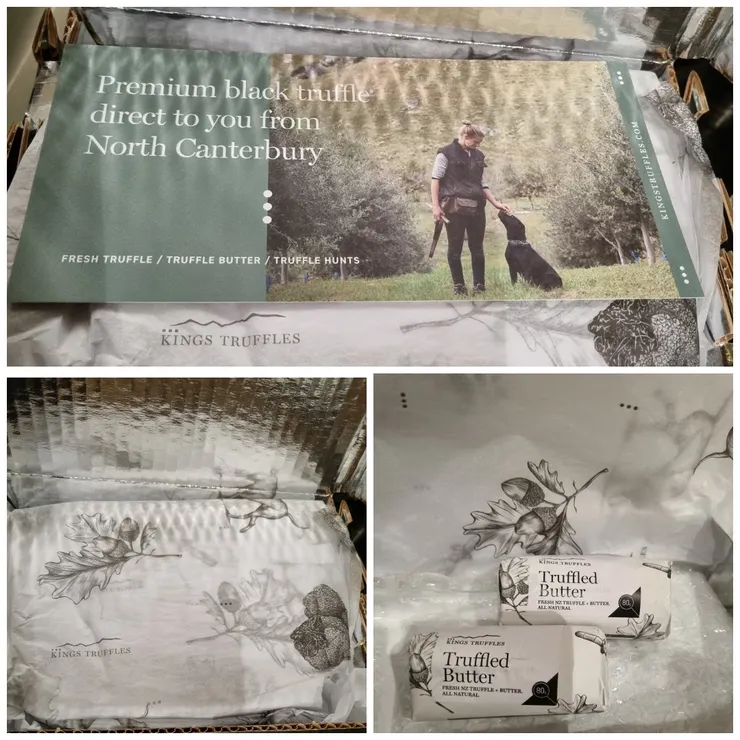 Premium black truffle
direct to you from
North Canterbury
FRESH TRUFFLE / TRUFFLE BUTTER / TRUFFLE HUNTS
KINGSTRUFFLES.COM
KINGS TRUFFLES
KINGS TRUFFLES
KINGS TRUFFLES
Truffled
Butter
FRESH NZ TRUFFLE + BUTTER.
ALL NATURAL
80g
KINGS TRUFFLES
Truffled
Butter
FRESH NZ TRUFFLE + BUTTER.
ALL NATURAL
80g